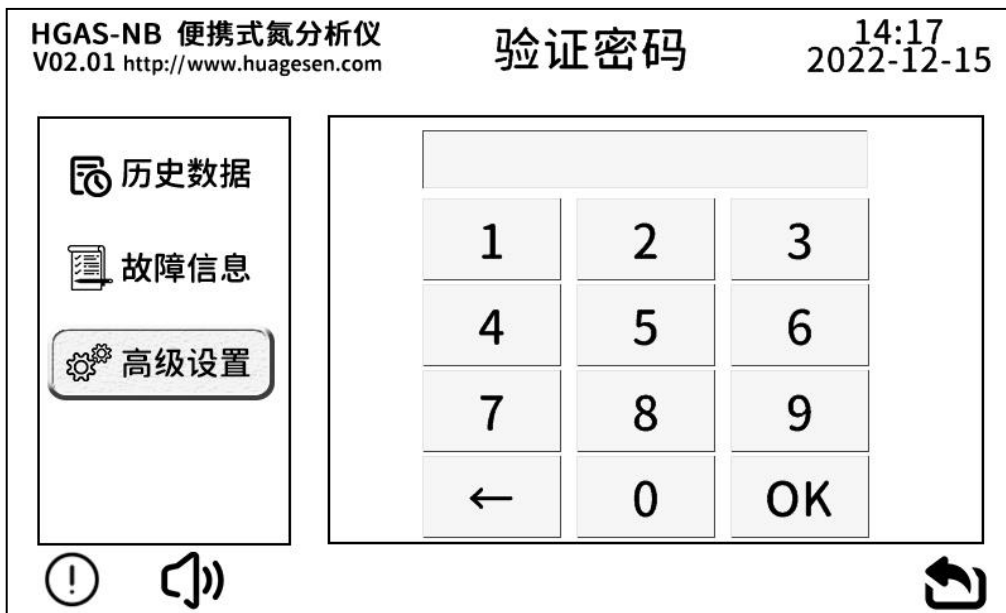 HGAS-NB 便携式氮分析仪
V02.01 http://www.huagesen.com
验证密码
14:17
2022-12-15
历史数据
故障信息
高级设置
1 2 3
4 5 6
7 8 9
← 0 OK